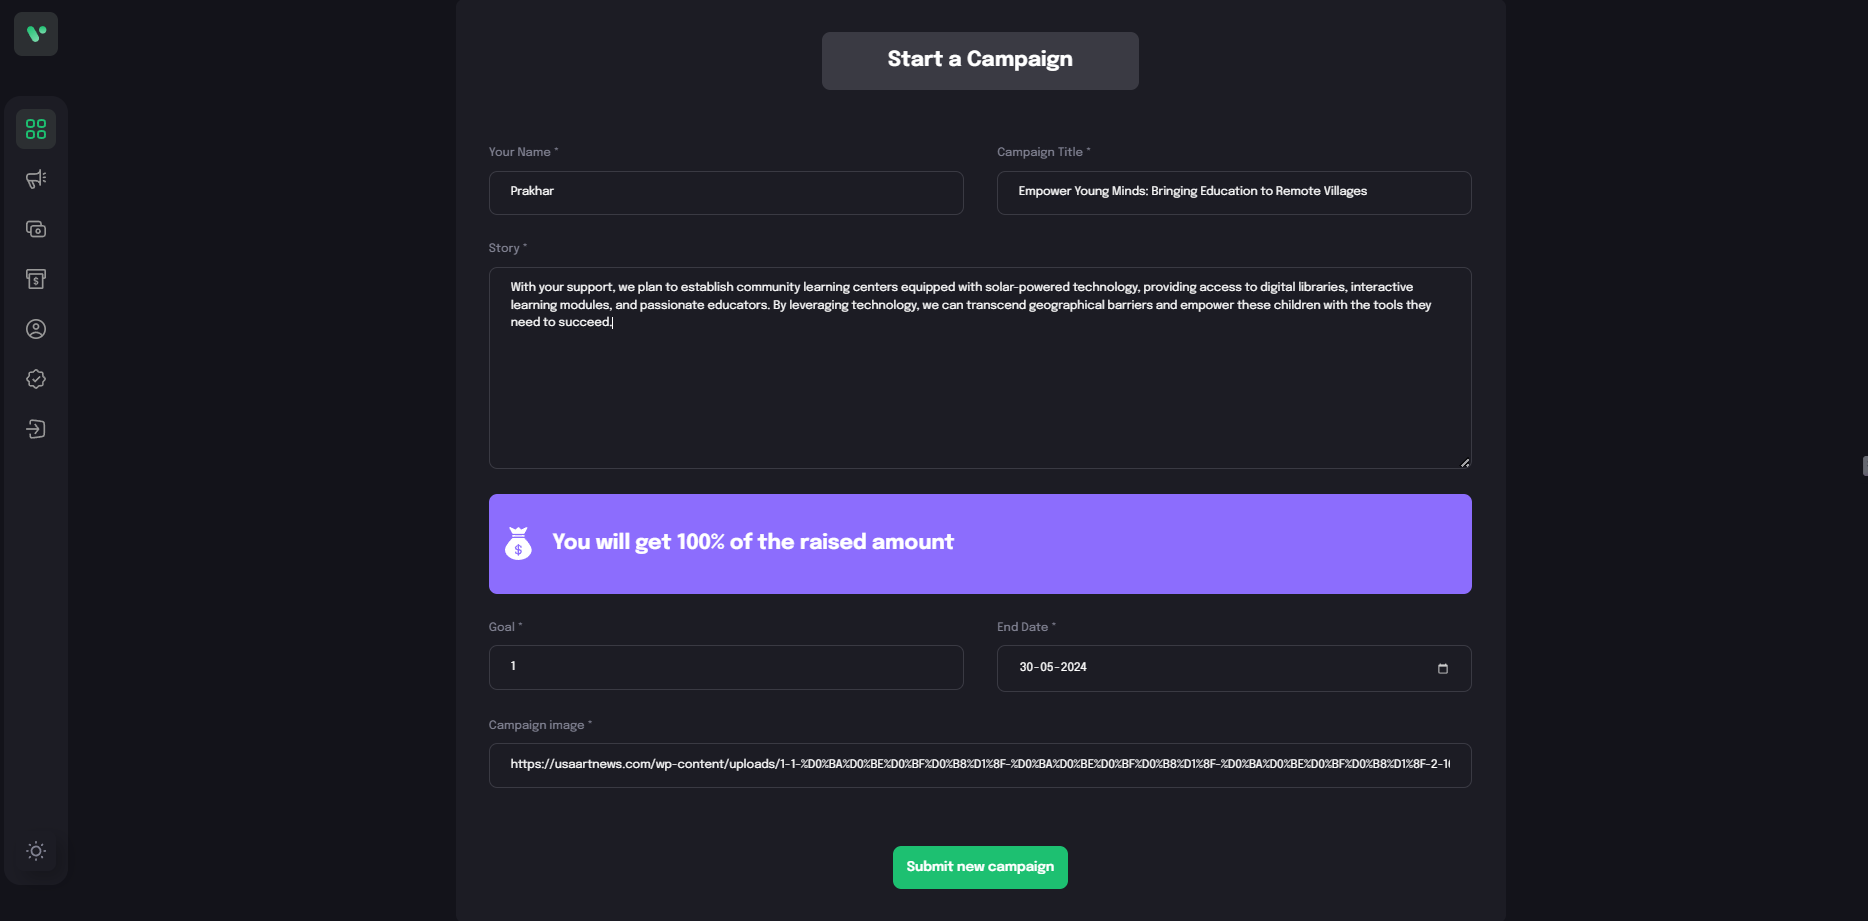 Start a Campaign
Your Name *
Campaign Title *
Prakhar
Empower Young Minds: Bringing Education to Remote Villages
Story *
With your support, we plan to establish community learning centers equipped with solar-powered technology, providing access to digital libraries, interactive
learning modules, and passionate educators. By leveraging technology, we can transcend geographical barriers and empower these children with the tools they
need to succeed.
$
You will get 100% of the raised amount
Goal *
End Date *
1
30-05-2024
Campaign image *
https://usaartnews.com/wp-content/uploads/1-1-%D0%BA%D0%BE%D0%BF%D0%B8%D1%8F-%D0%BA%D0%BE%D0%BF%D0%B8%D1%8F-%D0%BA%D0%BE%D0%BF%D0%B8%D1%8F-2-1
Submit new campaign